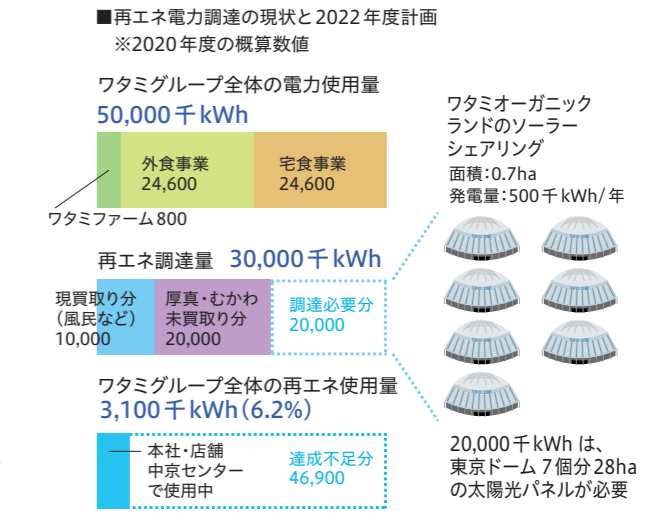 ■再エネ電力調達の現状と2022年度計画
※2020年度の概算数値
ワタミグループ全体の電力使用量
50,000千kWh
外食事業
24,600
宅食事業
24,600
ワタミファーム800
再エネ調達量 30,000千kWh
現買取り分
(風民など)
10,000
厚真・むかわ
未買取り分
20,000
調達必要分
20,000
ワタミグループ全体の再エネ使用量
3,100千kWh(6.2%)
本社・店舗
中京センター
で使用中
達成不足分
46,900
ワタミオーガニック
ランドのソーラー
シェアリング
面積:0.7ha
発電量:500千kWh/年
20,000千kWhは、
東京ドーム7個分28ha
の太陽光パネルが必要